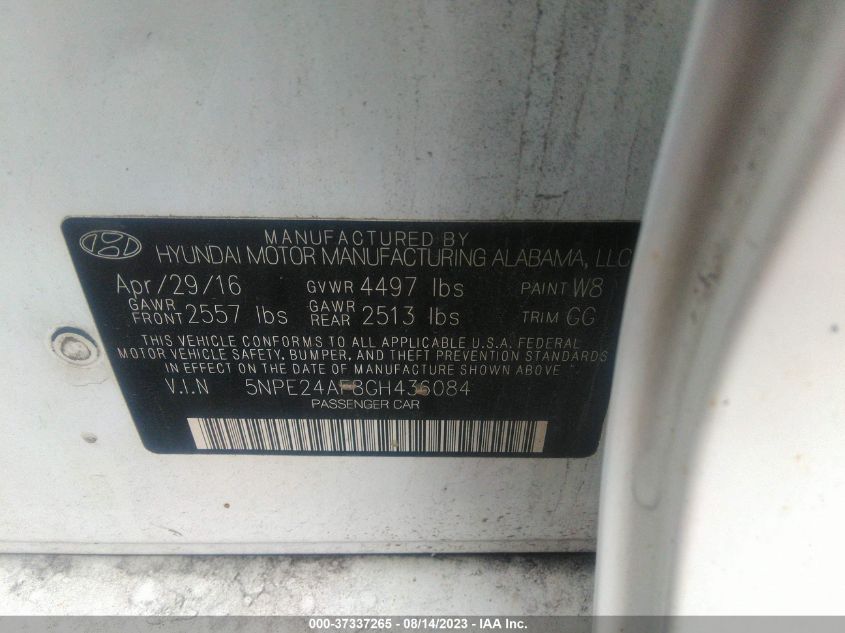 MANUFACTURED BY
HYUNDAI MOTOR MANUFACTURING ALABAMA, LLC
Apr/29/16 GVWR 4497 lbs PAINT W8
GAWR FRONT 2557 lbs GAWR REAR 2513 lbs TRIM GG
THIS VEHICLE CONFORMS TO ALL APPLICABLE U.S.A. FEDERAL
MOTOR VEHICLE SAFETY, BUMPER, AND THEFT PREVENTION STANDARDS
IN EFFECT ON THE DATE OF MANUFACTURE SHOWN ABOVE
V.I.N 5NPE24AF8GH436084
PASSENGER CAR
000-37337265 - 08/14/2023 - IAA Inc.